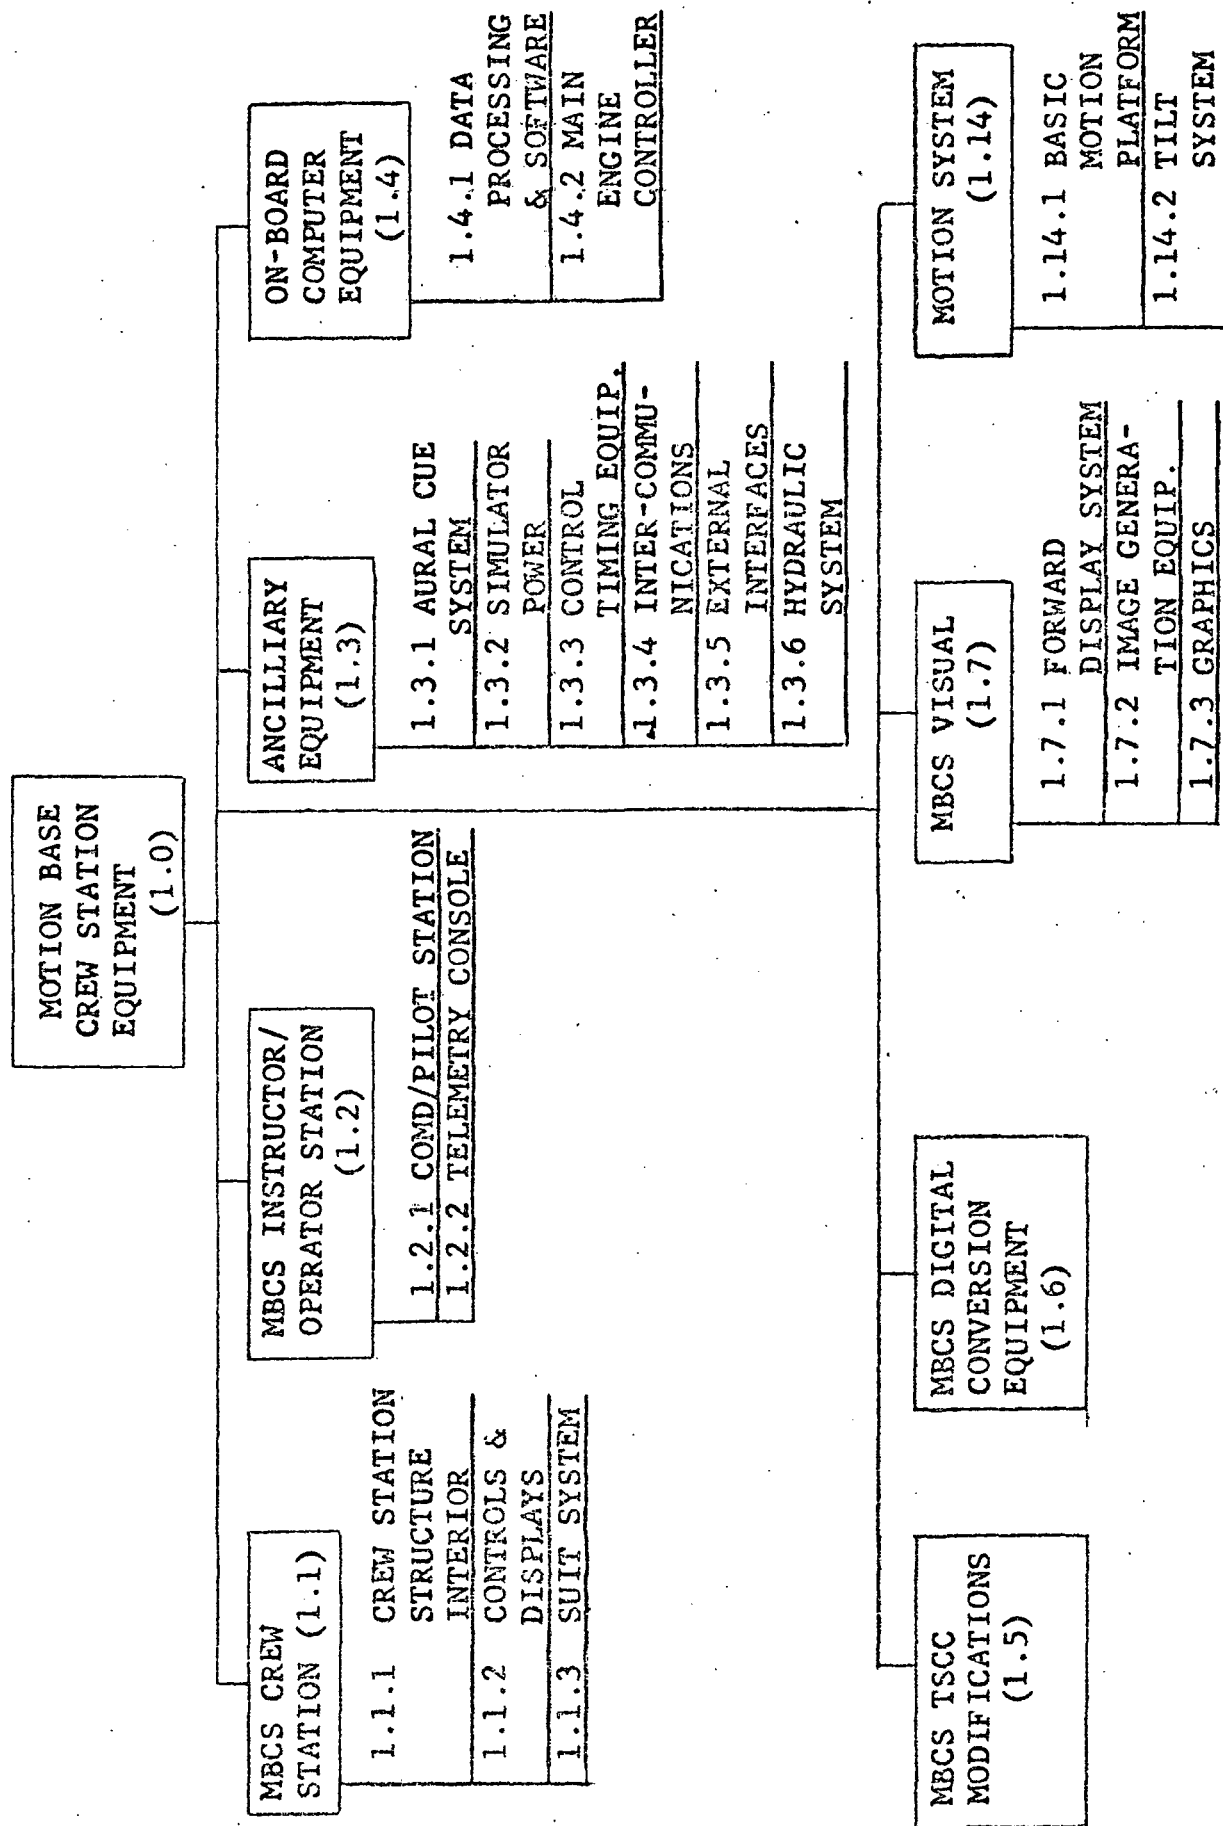 MOTION BASE
CREW STATION
EQUIPMENT
(1.0)
MBCS CREW
STATION (1.1)
1.1.1 CREW STATION
STRUCTURE
INTERIOR
1.1.2 CONTROLS &
DISPLAYS
1.1.3 SUIT SYSTEM
MBCS INSTRUCTOR/
OPERATOR STATION
(1.2)
1.2.1 COMD/PILOT STATION
1.2.2 TELEMETRY CONSOLE
ANCILLIARY
EQUIPMENT
(1.3)
1.3.1 AURAL CUE
SYSTEM
1.3.2 SIMULATOR
POWER
1.3.3 CONTROL
TIMING EQUIP.
1.3.4 INTER-COMMU-
NICATIONS
1.3.5 EXTERNAL
INTERFACES
1.3.6 HYDRAULIC
SYSTEM
ON-BOARD
COMPUTER
EQUIPMENT
(1.4)
1.4.1 DATA
PROCESSING
& SOFTWARE
1.4.2 MAIN
ENGINE
CONTROLLER
MBCS TSCC
MODIFICATIONS
(1.5)
MBCS DIGITAL
CONVERSION
EQUIPMENT
(1.6)
MBCS VISUAL
(1.7)
1.7.1 FORWARD
DISPLAY SYSTEM
1.7.2 IMAGE GENERA-
TION EQUIP.
1.7.3 GRAPHICS
MOTION SYSTEM
(1.14)
1.14.1 BASIC
MOTION
PLATFORM
1.14.2 TILT
SYSTEM